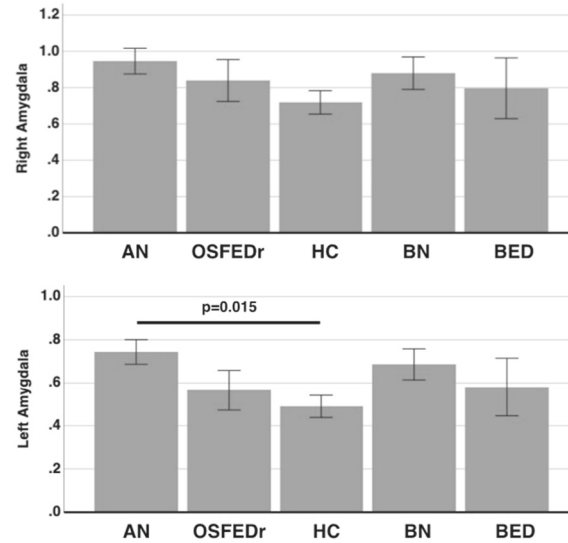 Right Amygdala
1.2
1.0
.8
.6
.4
.2
.0
AN OSFEDr HC BN BED
Left Amygdala
1.0
.8
.6
.4
.2
.0
p=0.015
AN OSFEDr HC BN BED